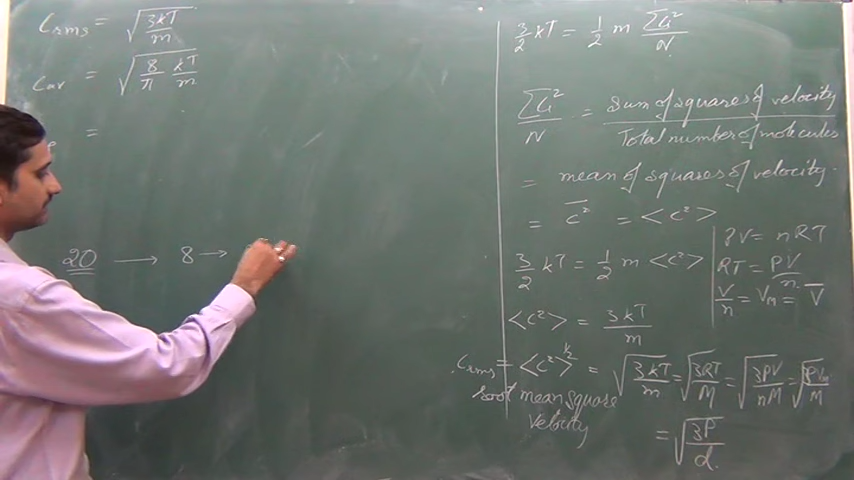 C_rms = √(3kT/m)
C_av = √(8/π kT/m)
=
20 → 8 →
3/2 kT = 1/2 m ΣCi²/N
ΣCi²/N = Sum of squares of velocity / Total number of molecules
= mean of squares of velocity
= c̅² = <c²>
3/2 kT = 1/2 m <c²>
<c²> = 3kT/m
PV = nRT
RT = PV/n
V/n = V_m = V̅
C_rms = <c²>^½ = √(3kT/m) = √(3RT/M) = √(3PV/nM) = √(3PV_m/M)
root mean square
velocity
= √(3P/d)